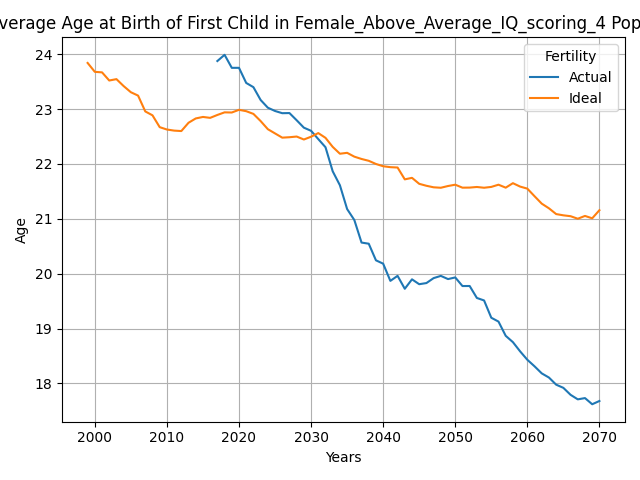 verage Age at Birth of First Child in Female_Above_Average_IQ_scoring_4 Pop
Fertility
Actual
Ideal
24
23
22
21
20
19
18
Age
2000 2010 2020 2030 2040 2050 2060 2070
Years